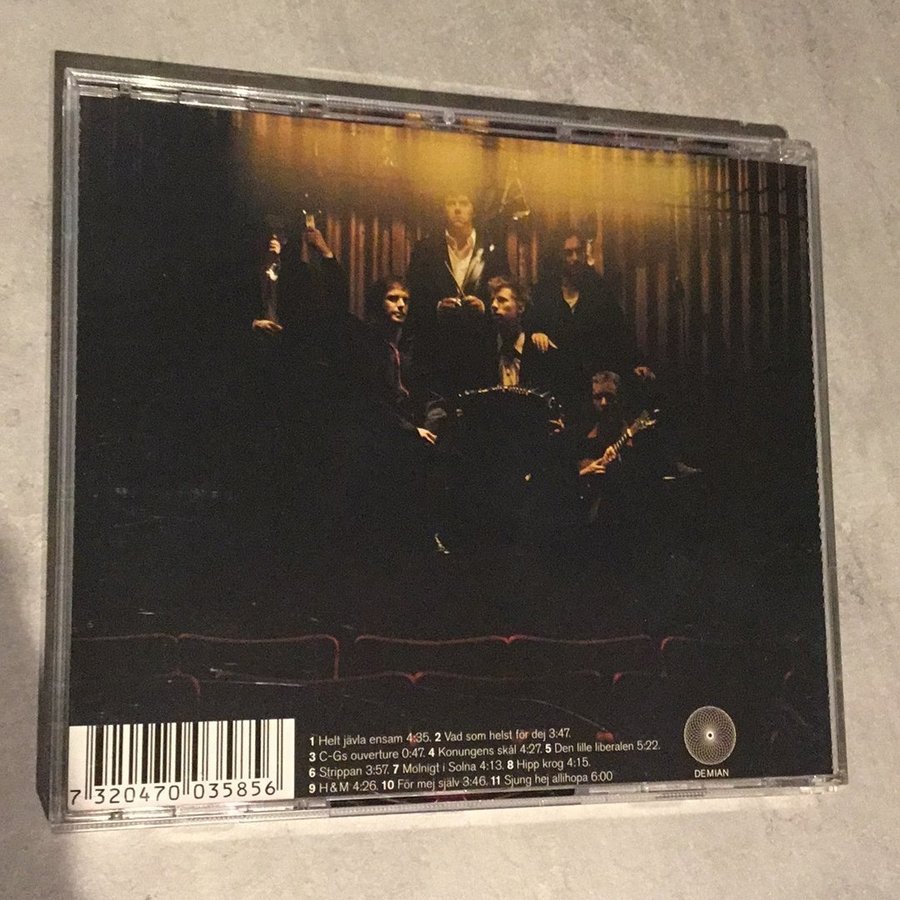 1 Helt jävla ensam 4:35. 2 Vad som helst för dej 3:47.
3 C-Gs ouverture 0:47. 4 Konungens skål 4:27. 5 Den lille liberalen 5:22.
6 Strippan 3:57. 7 Molnigt i Solna 4:13. 8 Hipp krog 4:15.
9 H&M 4:26. 10 För mej själv 3:46. 11 Sjung hej allihopa 6:00
DEMIAN
7 320470 035856